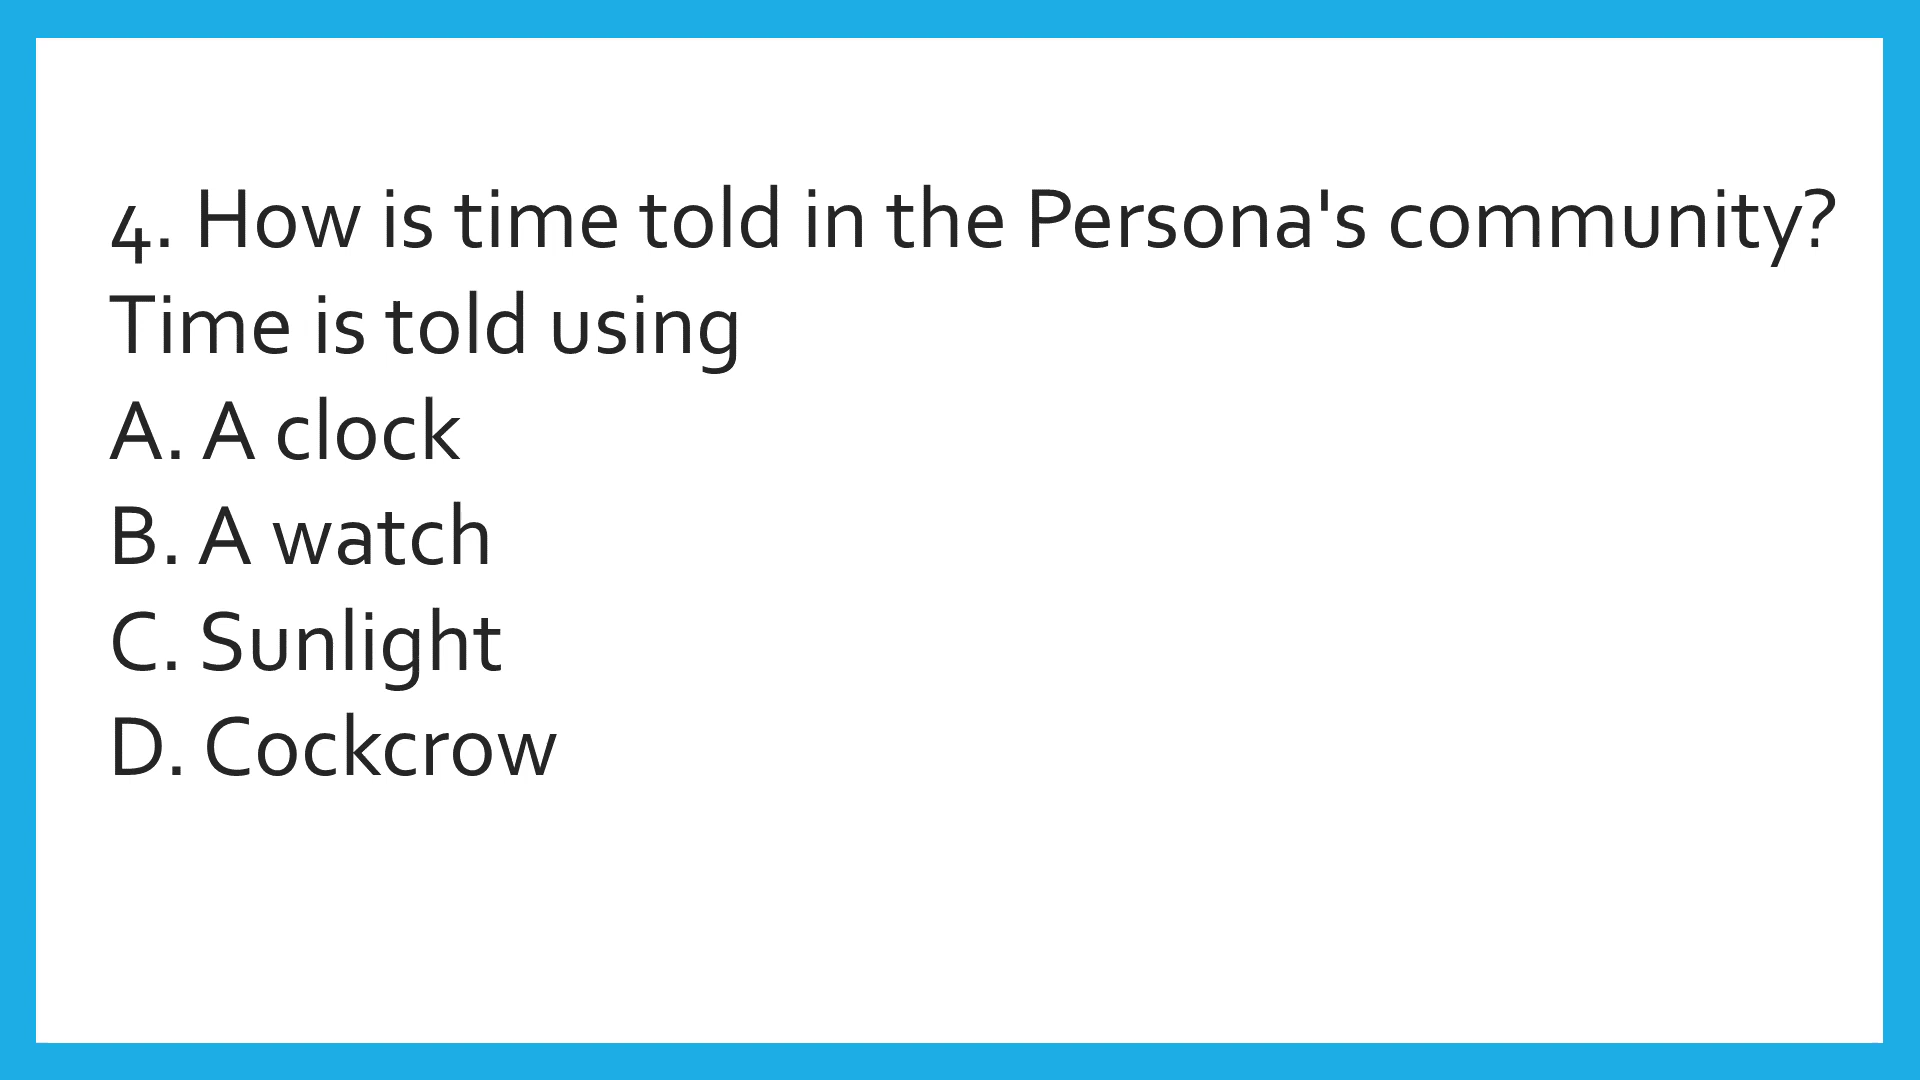 4. How is time told in the Persona's community?
Time is told using
A. A clock
B. A watch
C. Sunlight
D. Cockcrow